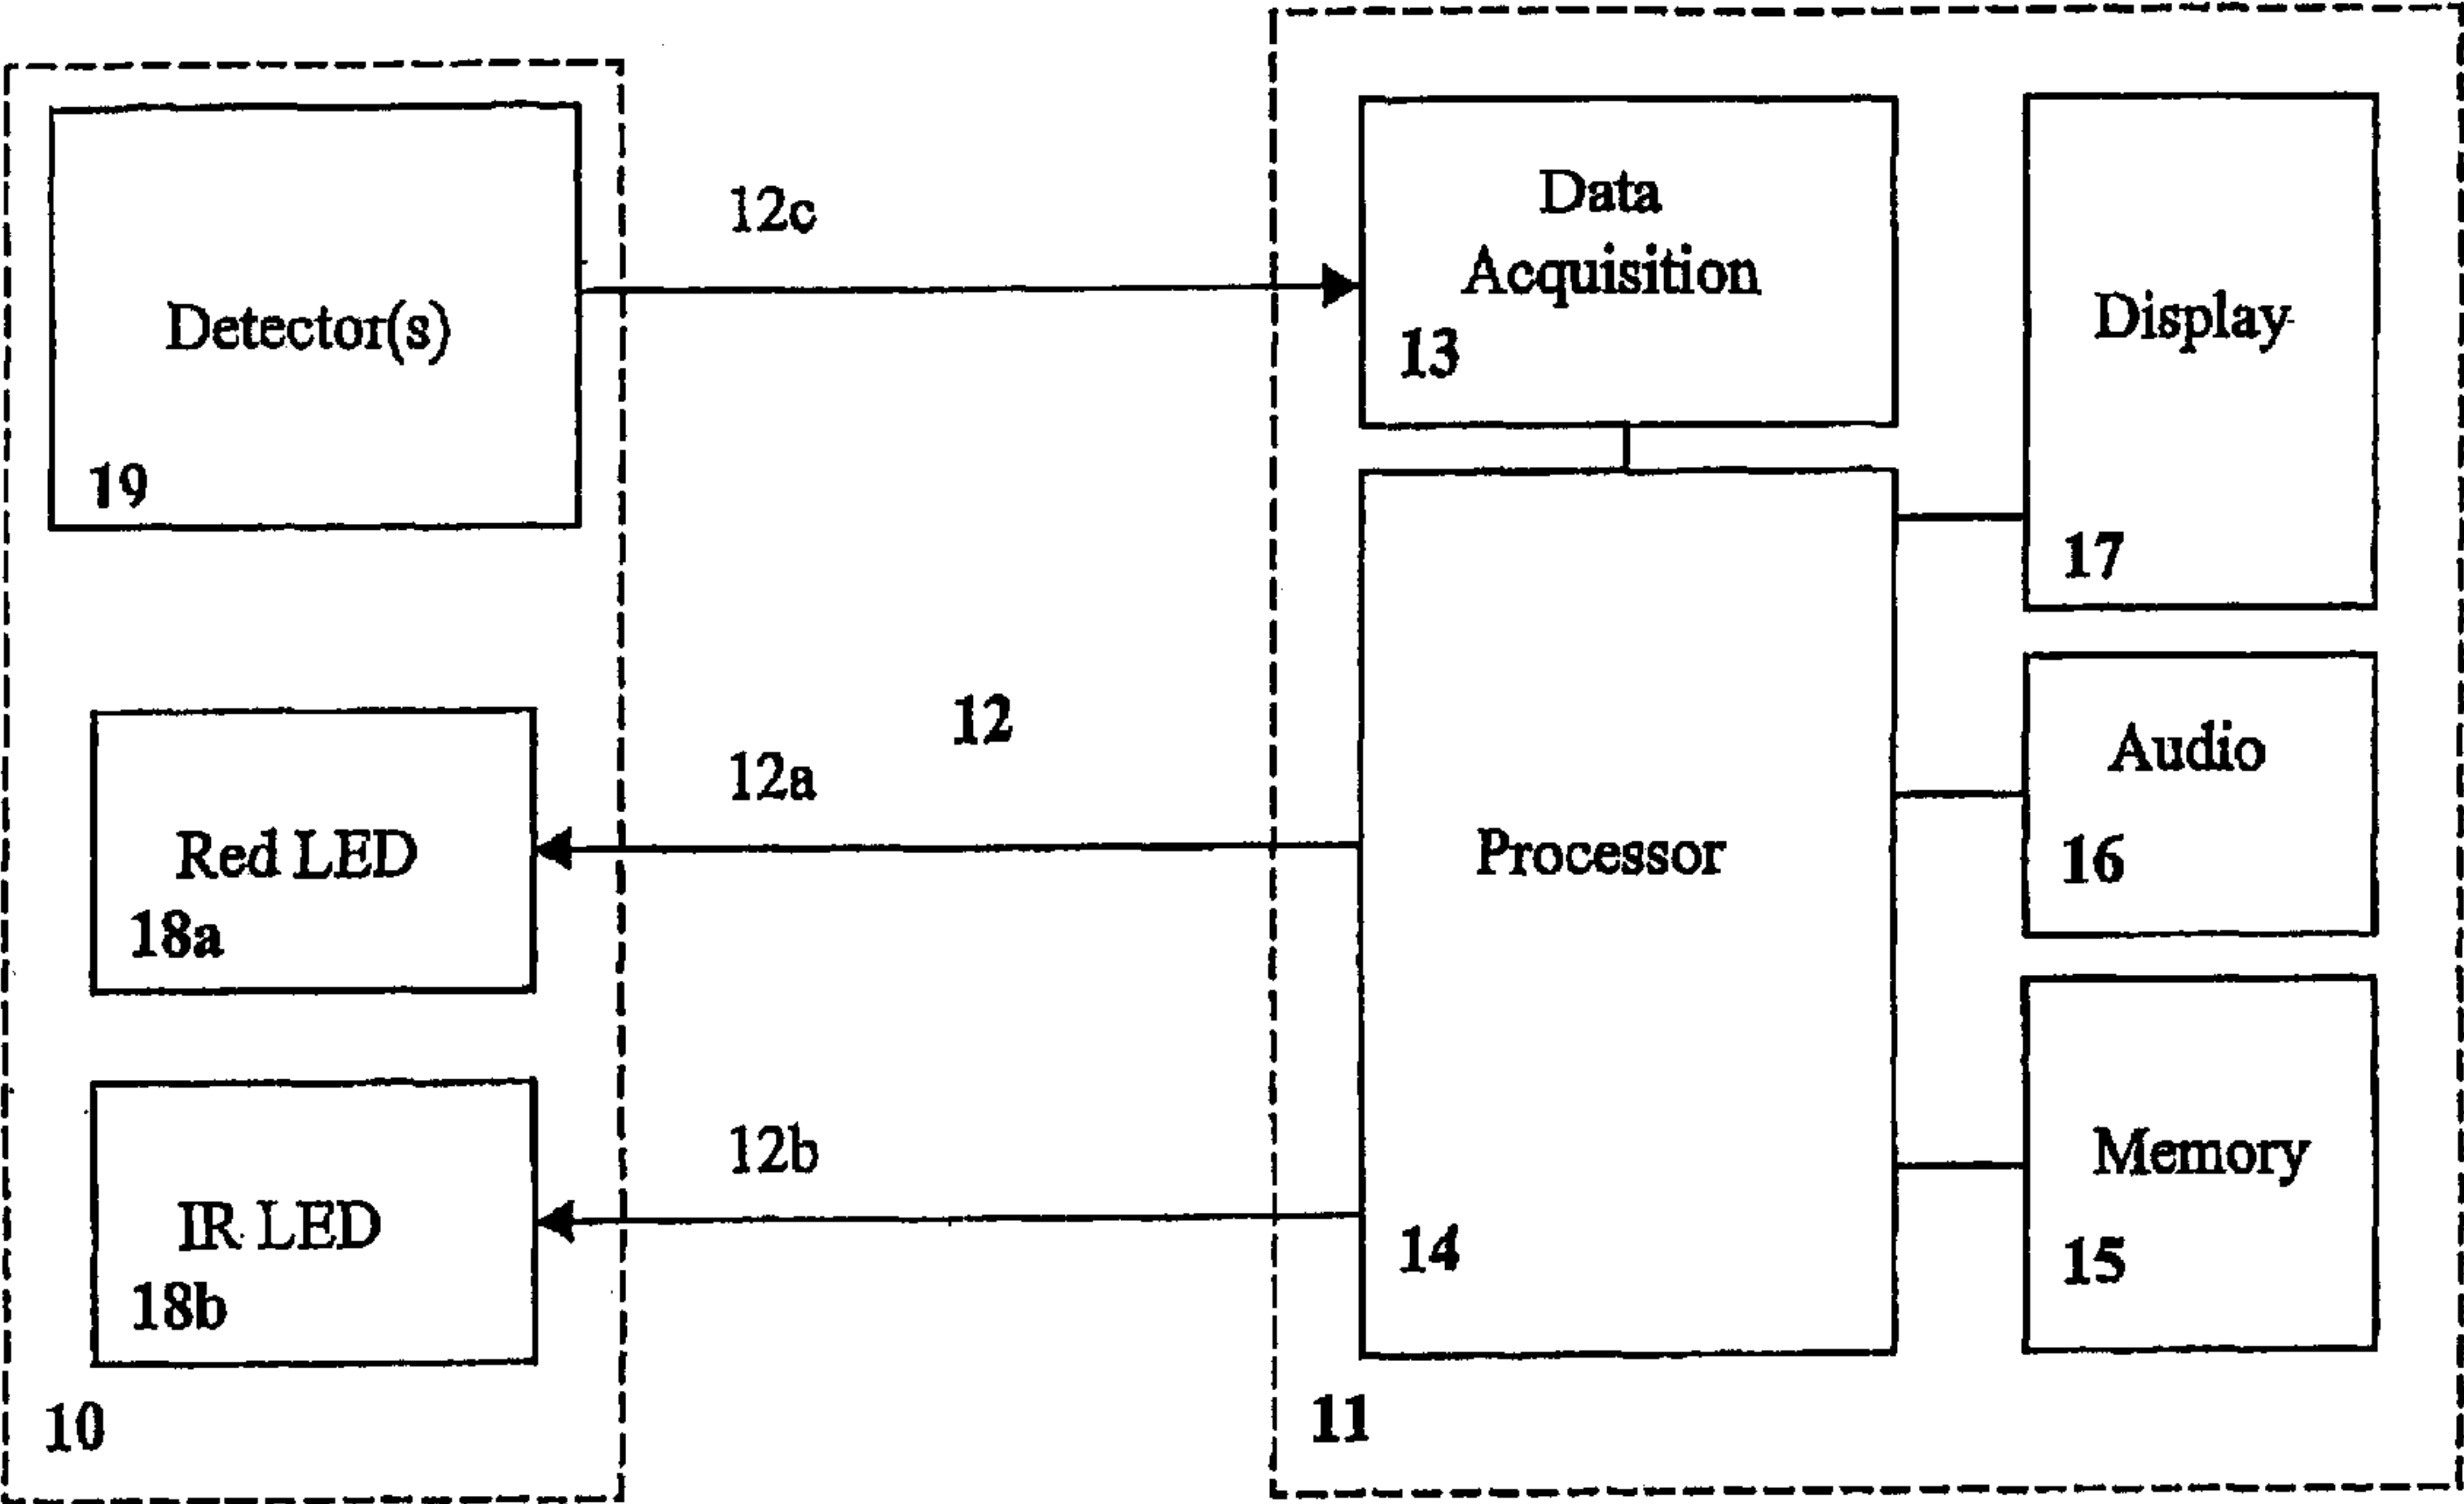 Detector(s)
19
Red LED
18a
IR LED
18b
10
12c
12
12a
12b
Data
Acquisition
13
Processor
14
11
Display
17
Audio
16
Memory
15